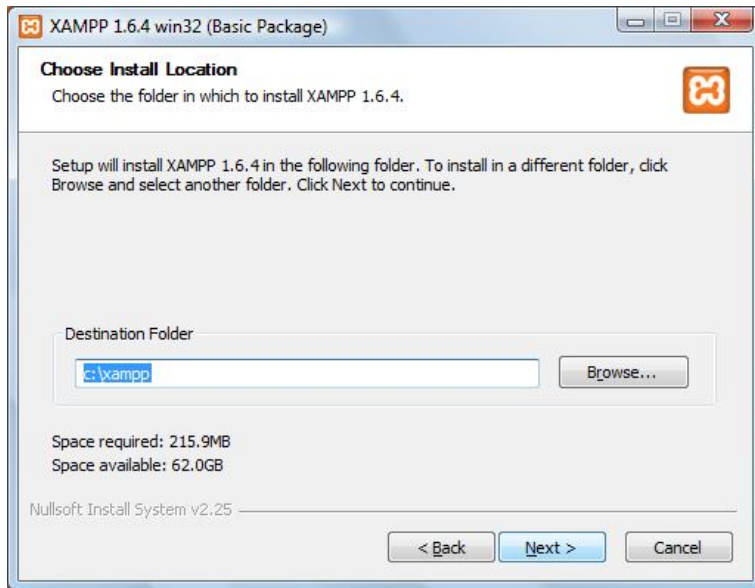 XAMPP 1.6.4 win32 (Basic Package)
Choose Install Location
Choose the folder in which to install XAMPP 1.6.4.
Setup will install XAMPP 1.6.4 in the following folder. To install in a different folder, click
Browse and select another folder. Click Next to continue.
Destination Folder
c:\xampp
Browse...
Space required: 215.9MB
Space available: 62.0GB
Nullsoft Install System v2.25
< Back
Next >
Cancel